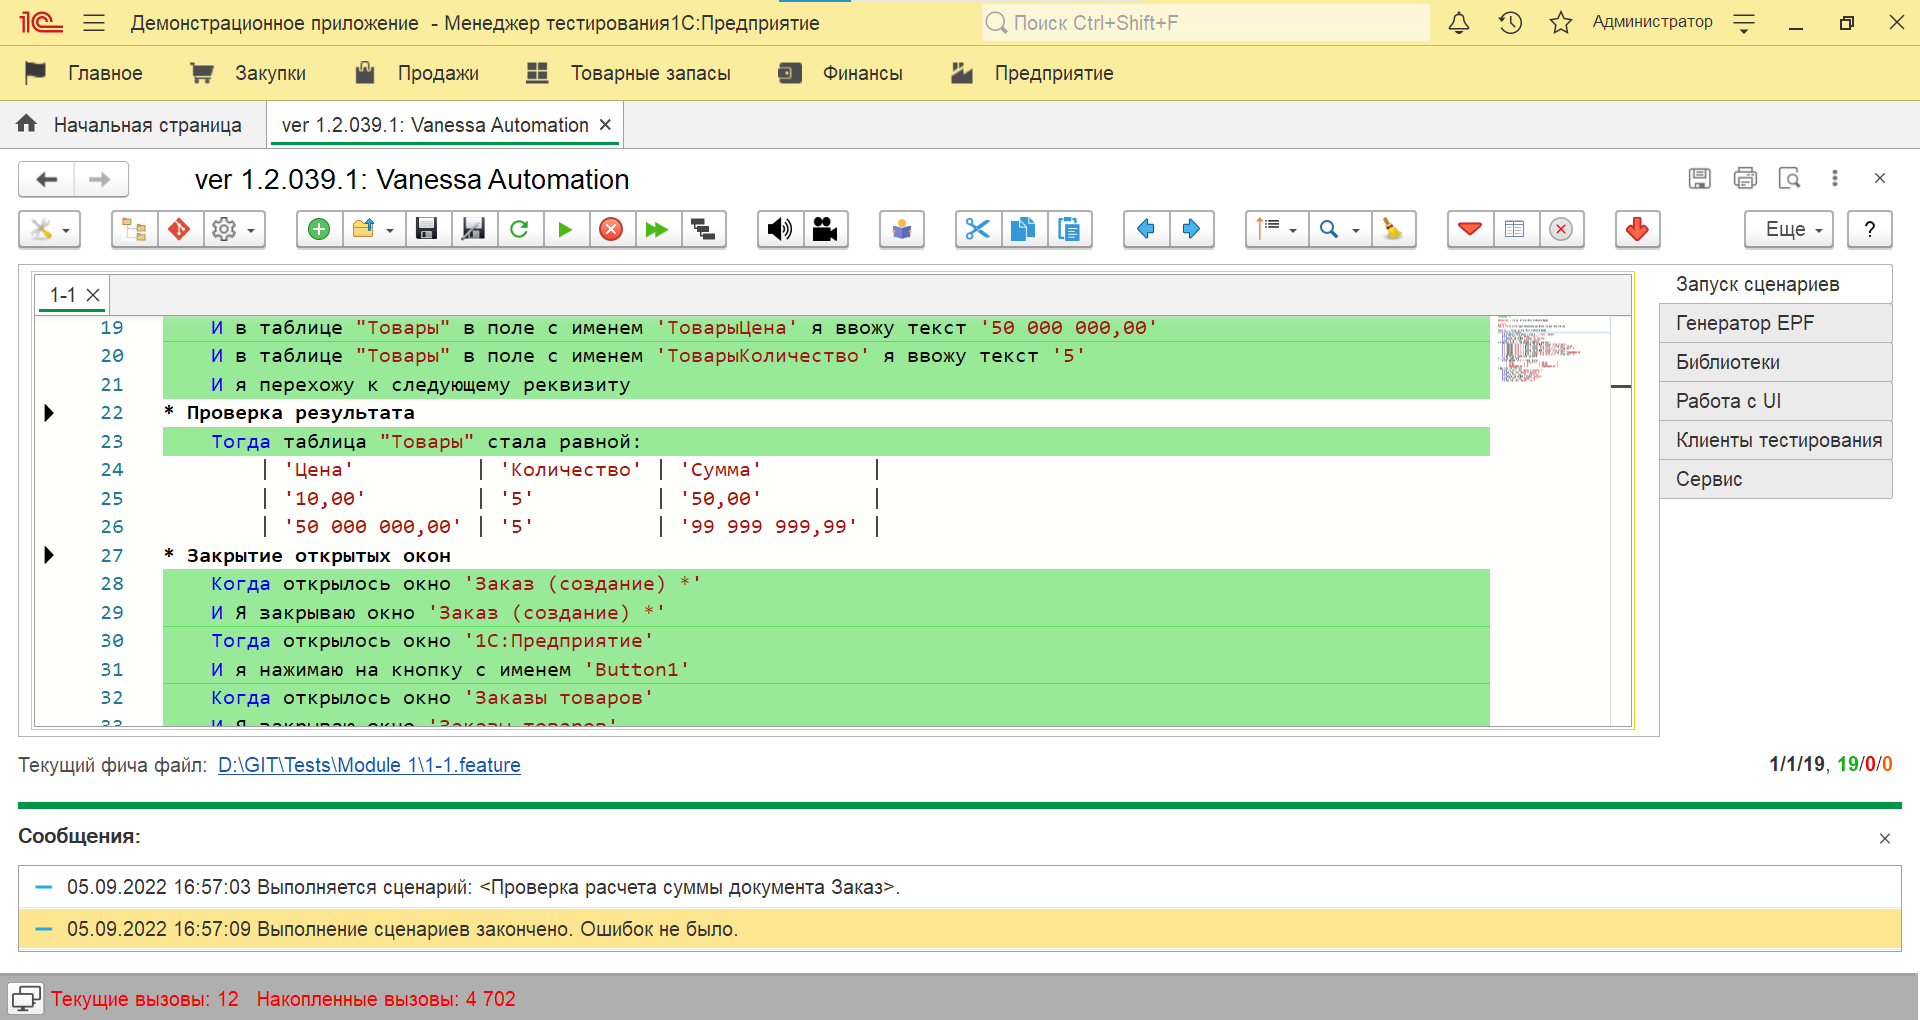 1С Демонстрационное приложение - Менеджер тестирования1С:Предприятие Поиск Ctrl+Shift+F Администратор
Главное Закупки Продажи Товарные запасы Финансы Предприятие
Начальная страница ver 1.2.039.1: Vanessa Automation
ver 1.2.039.1: Vanessa Automation
Еще ?
1-1
19 И в таблице "Товары" в поле с именем 'ТоварыЦена' я ввожу текст '50 000 000,00'
20 И в таблице "Товары" в поле с именем 'ТоварыКоличество' я ввожу текст '5'
21 И я перехожу к следующему реквизиту
22 * Проверка результата
23 Тогда таблица "Товары" стала равной:
24 | 'Цена' | 'Количество' | 'Сумма' |
25 | '10,00' | '5' | '50,00' |
26 | '50 000 000,00' | '5' | '99 999 999,99' |
27 * Закрытие открытых окон
28 Когда открылось окно 'Заказ (создание) *'
29 И Я закрываю окно 'Заказ (создание) *'
30 Тогда открылось окно '1С:Предприятие'
31 И я нажимаю на кнопку с именем 'Button1'
32 Когда открылось окно 'Заказы товаров'
33 И Я закрываю окно 'Заказы товаров'
Запуск сценариев
Генератор EPF
Библиотеки
Работа с UI
Клиенты тестирования
Сервис
Текущий фича файл: D:\GIT\Tests\Module 1\1-1.feature 1/1/19, 19/0/0
Сообщения:
05.09.2022 16:57:03 Выполняется сценарий: <Проверка расчета суммы документа Заказ>.
05.09.2022 16:57:09 Выполнение сценариев закончено. Ошибок не было.
Текущие вызовы: 12 Накопленные вызовы: 4 702